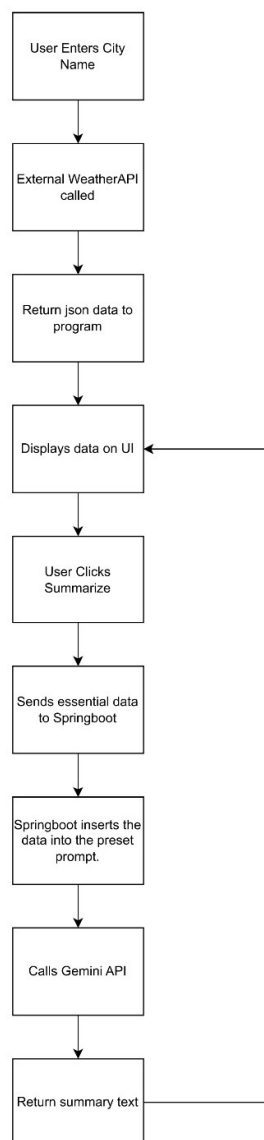 User Enters City
Name
External WeatherAPI
called
Return json data to
program
Displays data on UI
User Clicks
Summarize
Sends essential data
to Springboot
Springboot inserts the
data into the preset
prompt.
Calls Gemini API
Return summary text